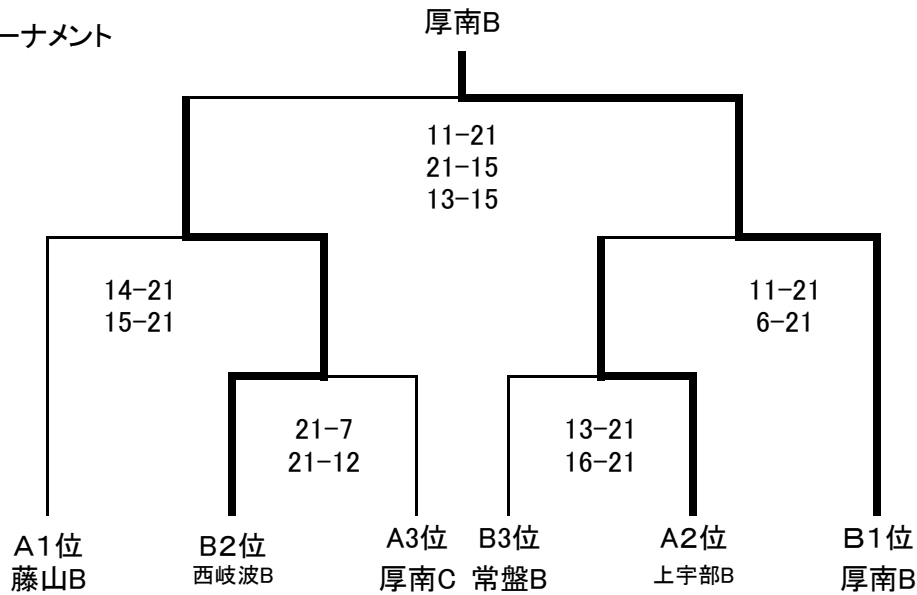 ーナメント
厚南B
11-21
21-15
13-15
14-21
15-21
11-21
6-21
21-7
21-12
13-21
16-21
A1位
藤山B
B2位
西岐波B
A3位
厚南C
B3位
常盤B
A2位
上宇部B
B1位
厚南B